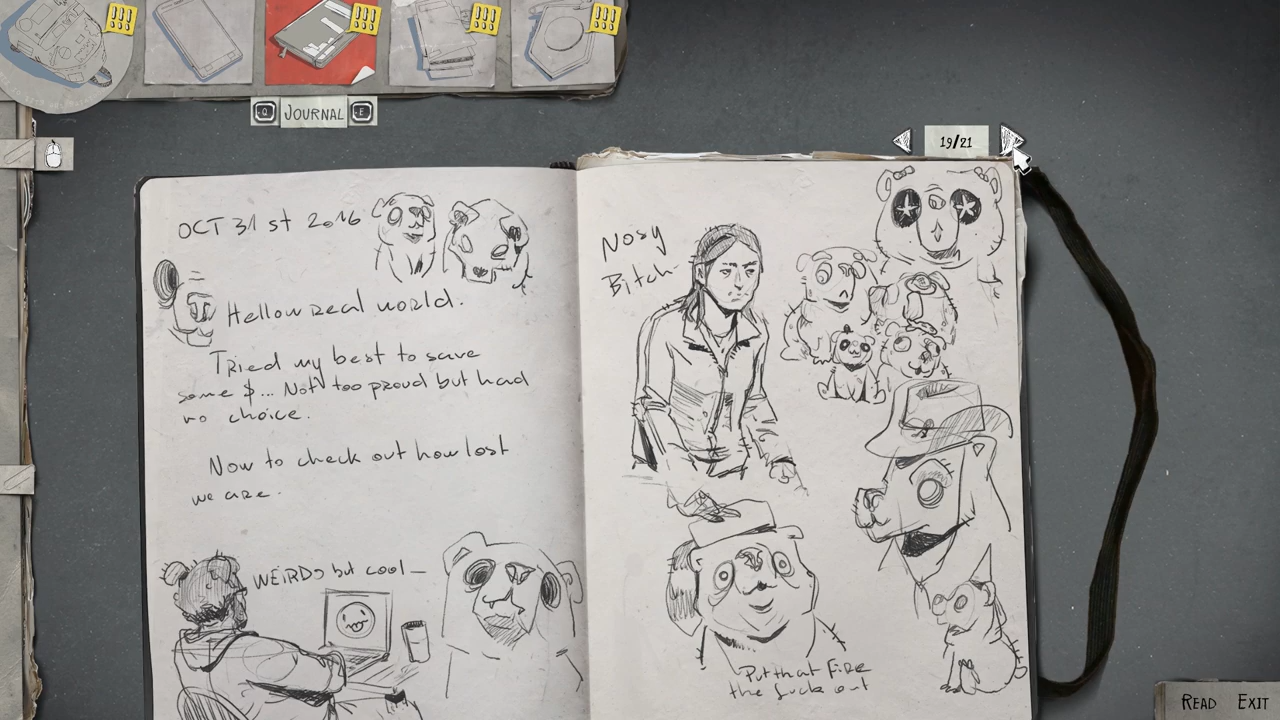 Q JOURNAL E
19/21
OCT 31 st 2016
Hellow real world.
Tried my best to save
some $... Not too proud but had
no choice.
Now to check out how lost
we are.
WEIRDO but cool_
Nosy
Bitch
Put that fire
the fuck out
READ EXIT